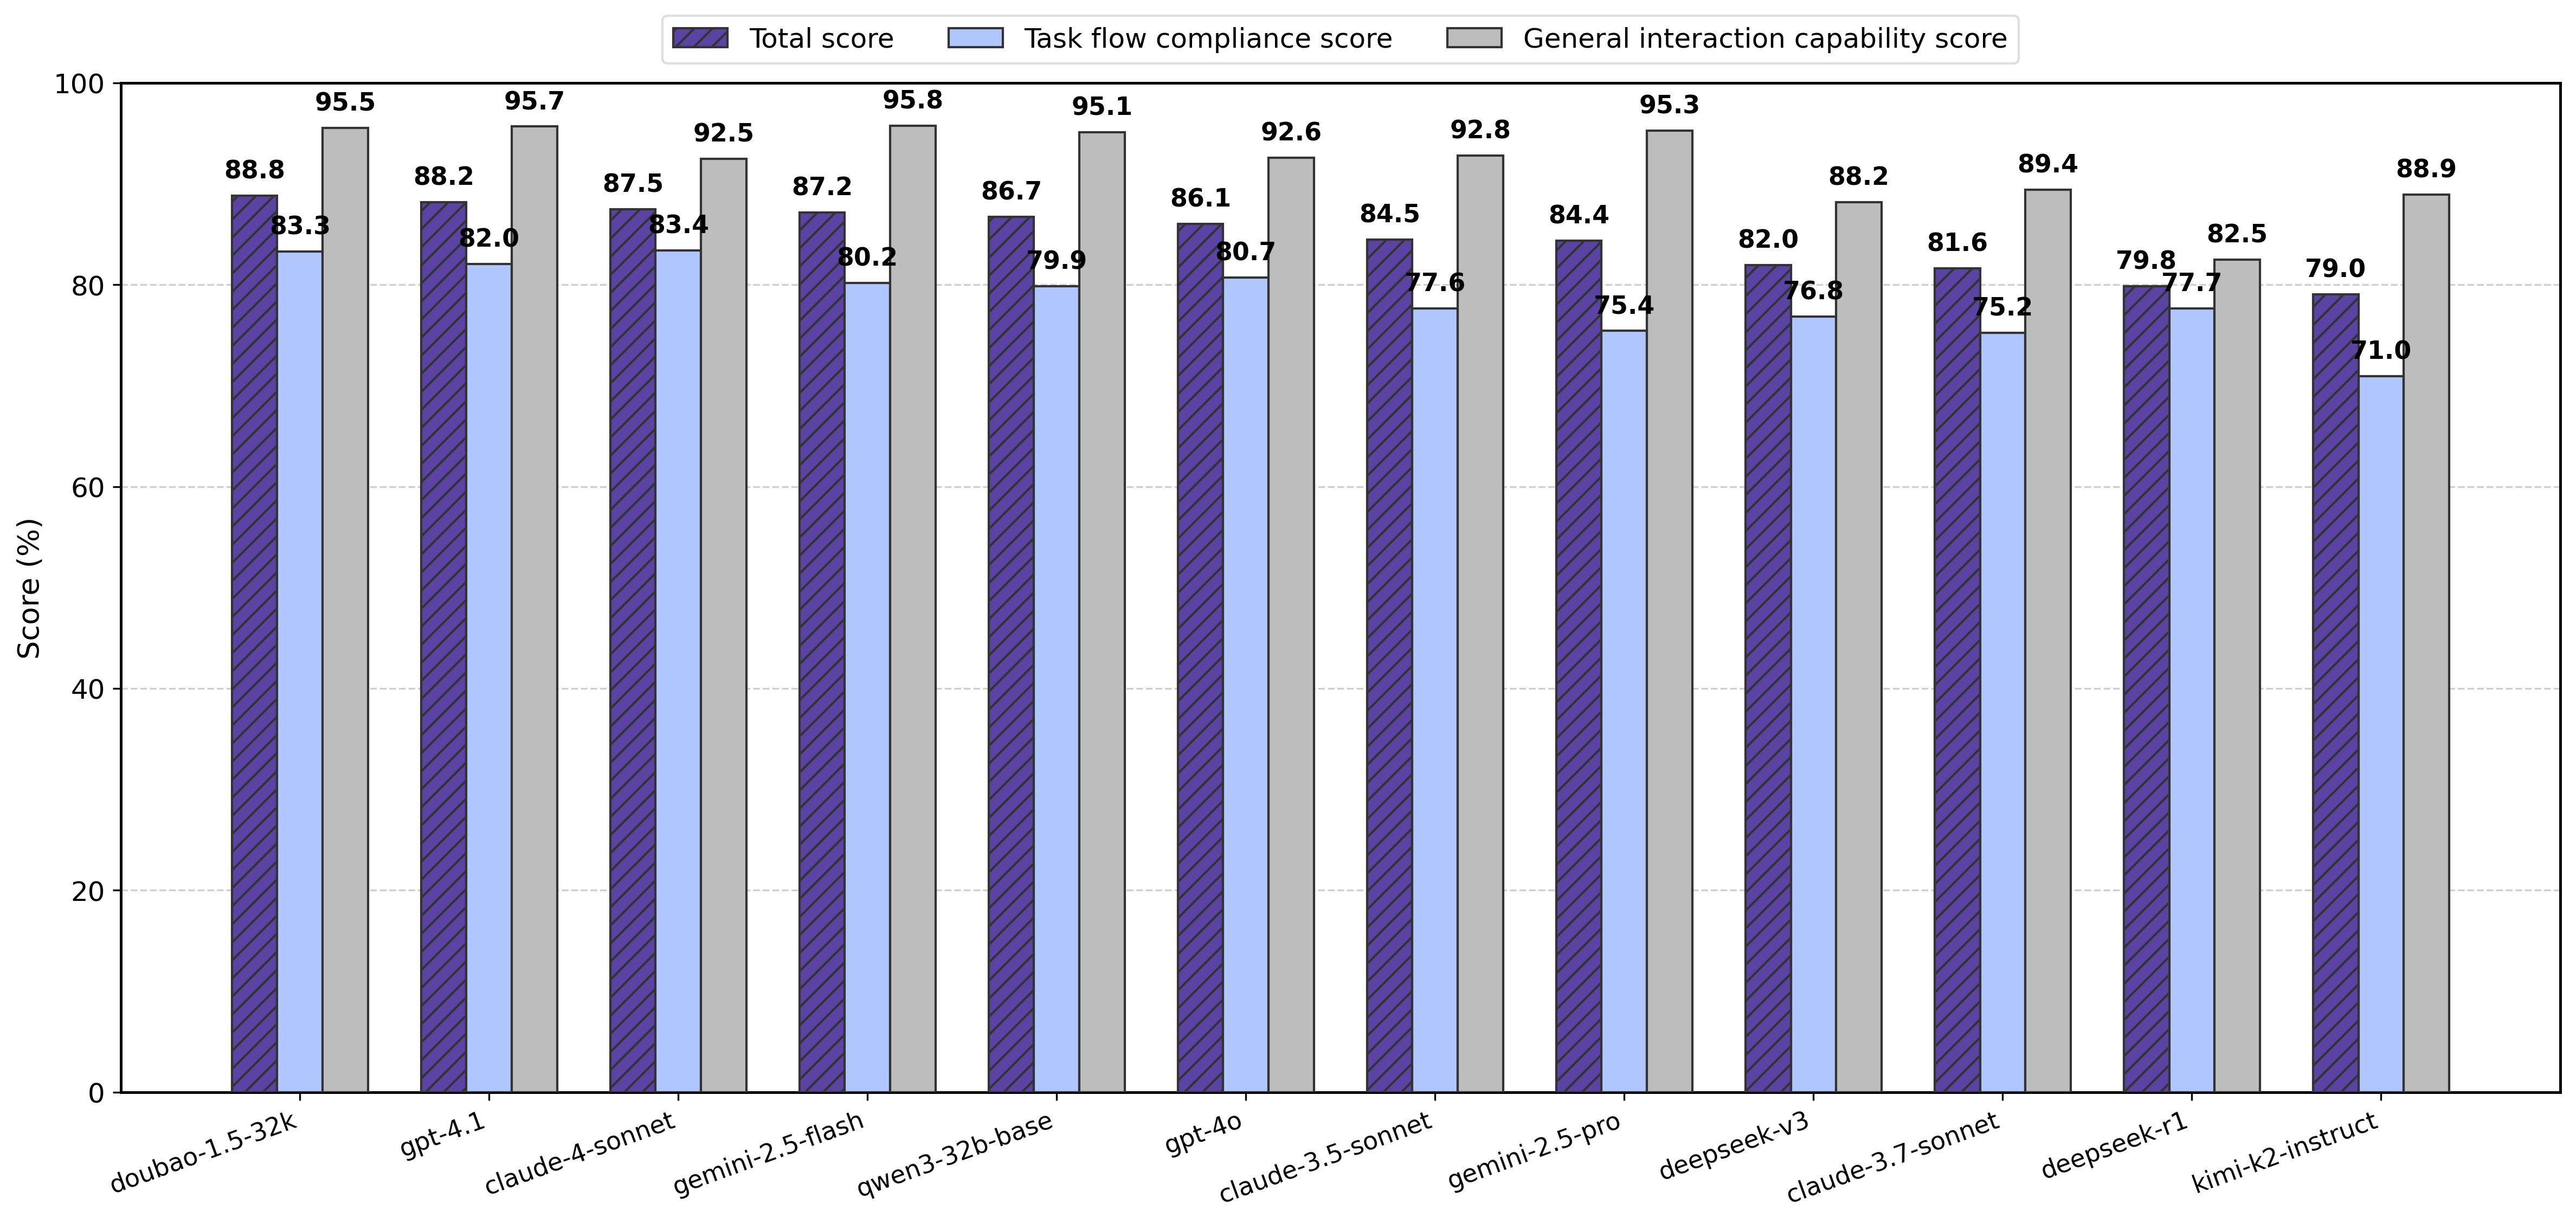 Total score
Task flow compliance score
General interaction capability score
Score (%)
100
80
60
40
20
0
88.8 83.3 95.5
88.2 82.0 95.7
87.5 83.4 92.5
87.2 80.2 95.8
86.7 79.9 95.1
86.1 80.7 92.6
84.5 77.6 92.8
84.4 75.4 95.3
82.0 76.8 88.2
81.6 75.2 89.4
79.8 77.7 82.5
79.0 71.0 88.9
doubao-1.5-32k
gpt-4.1
claude-4-sonnet
gemini-2.5-flash
qwen3-32b-base
gpt-4o
claude-3.5-sonnet
gemini-2.5-pro
deepseek-v3
claude-3.7-sonnet
deepseek-r1
kimi-k2-instruct